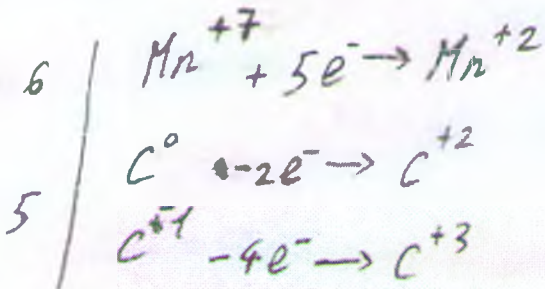 6 | Mn⁺⁷ + 5e⁻ → Mn⁺²
C⁰ -2e⁻ → C⁺²
5 | C⁻¹ -4e⁻ → C⁺³